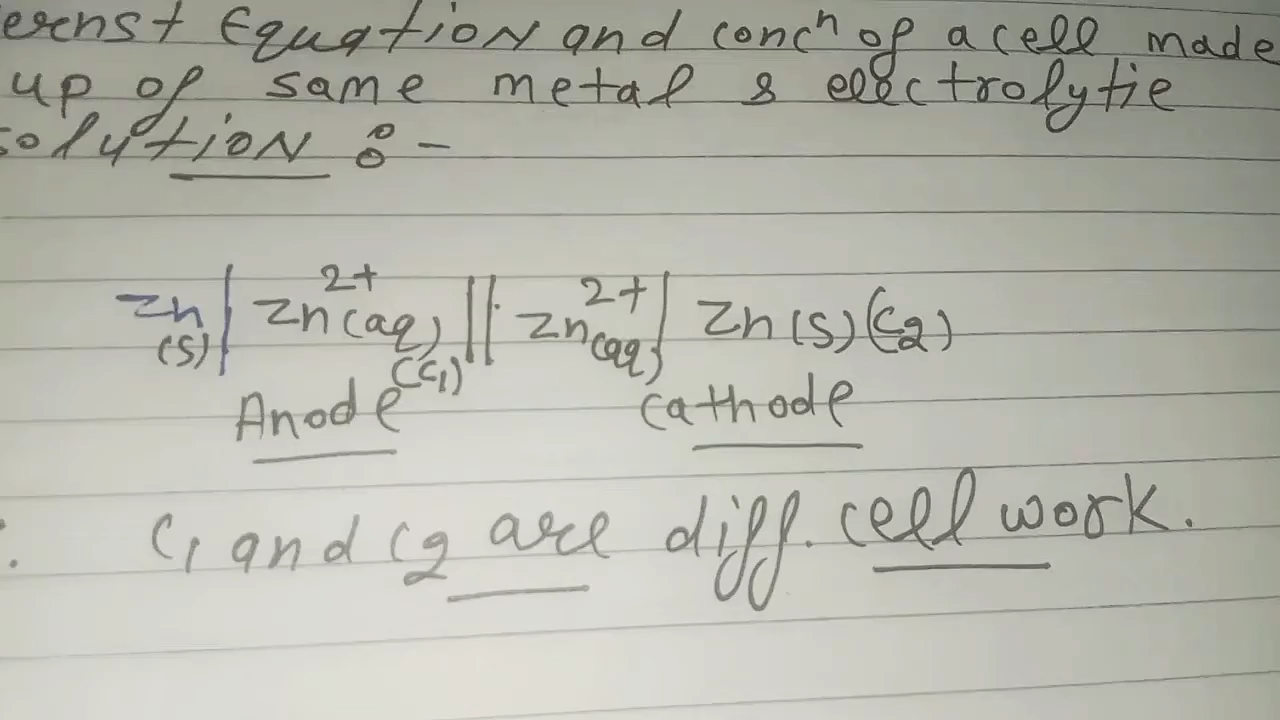 ernst Equation and concⁿ of a cell made
up of same metal & electrolytie
solution :-
Zn(s) | Zn²⁺(aq) (C₁) || Zn²⁺(aq) | Zn(s) (C₂)
Anode Cathode
C₁ and C₂ are diff. cell work.